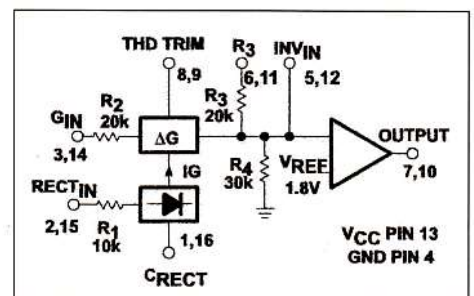 THD TRIM
8,9
R3
6,11
INVIN
5,12
R3
20k
GIN
3,14
R2
20k
ΔG
IG
R4
30k
VREF
1.8V
OUTPUT
7,10
RECTIN
2,15
R1
10k
1,16
CRECT
VCC PIN 13
GND PIN 4